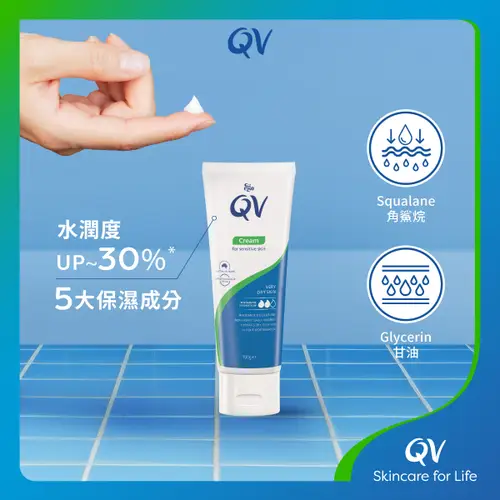 QV
水潤度
UP~30%*
5大保濕成分
Ego
QV
Cream
for sensitive skin
100g℮
Squalane
角鯊烷
Glycerin
甘油
QV
Skincare for Life